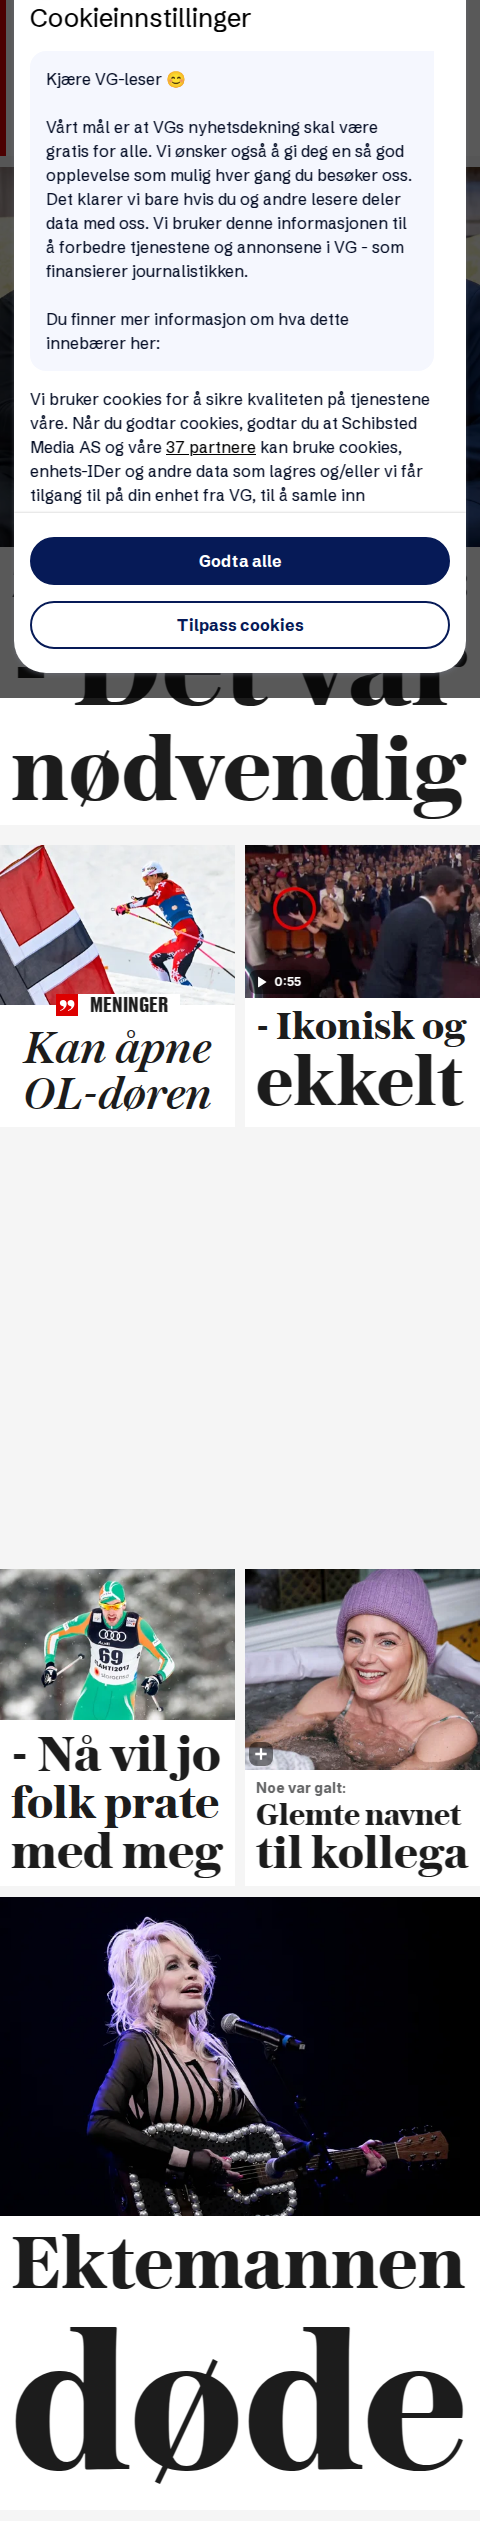 Cookieinnstillinger
Kjære VG-leser 😊
Vårt mål er at VGs nyhetsdekning skal være
gratis for alle. Vi ønsker også å gi deg en så god
opplevelse som mulig hver gang du besøker oss.
Det klarer vi bare hvis du og andre lesere deler
data med oss. Vi bruker denne informasjonen til
å forbedre tjenestene og annonsene i VG - som
finansierer journalistikken.
Du finner mer informasjon om hva dette
innebærer her:
Vi bruker cookies for å sikre kvaliteten på tjenestene
våre. Når du godtar cookies, godtar du at Schibsted
Media AS og våre 37 partnere kan bruke cookies,
enhets-IDer og andre data som lagres og/eller vi får
tilgang til på din enhet fra VG, til å samle inn
Godta alle
Tilpass cookies
- Det var
nødvendig
0:55
MENINGER
Kan åpne
OL-døren
- Ikonisk og
ekkelt
69
LAHTI2017
- Nå vil jo
folk prate
med meg
Noe var galt:
Glemte navnet
til kollega
Ektemannen
døde